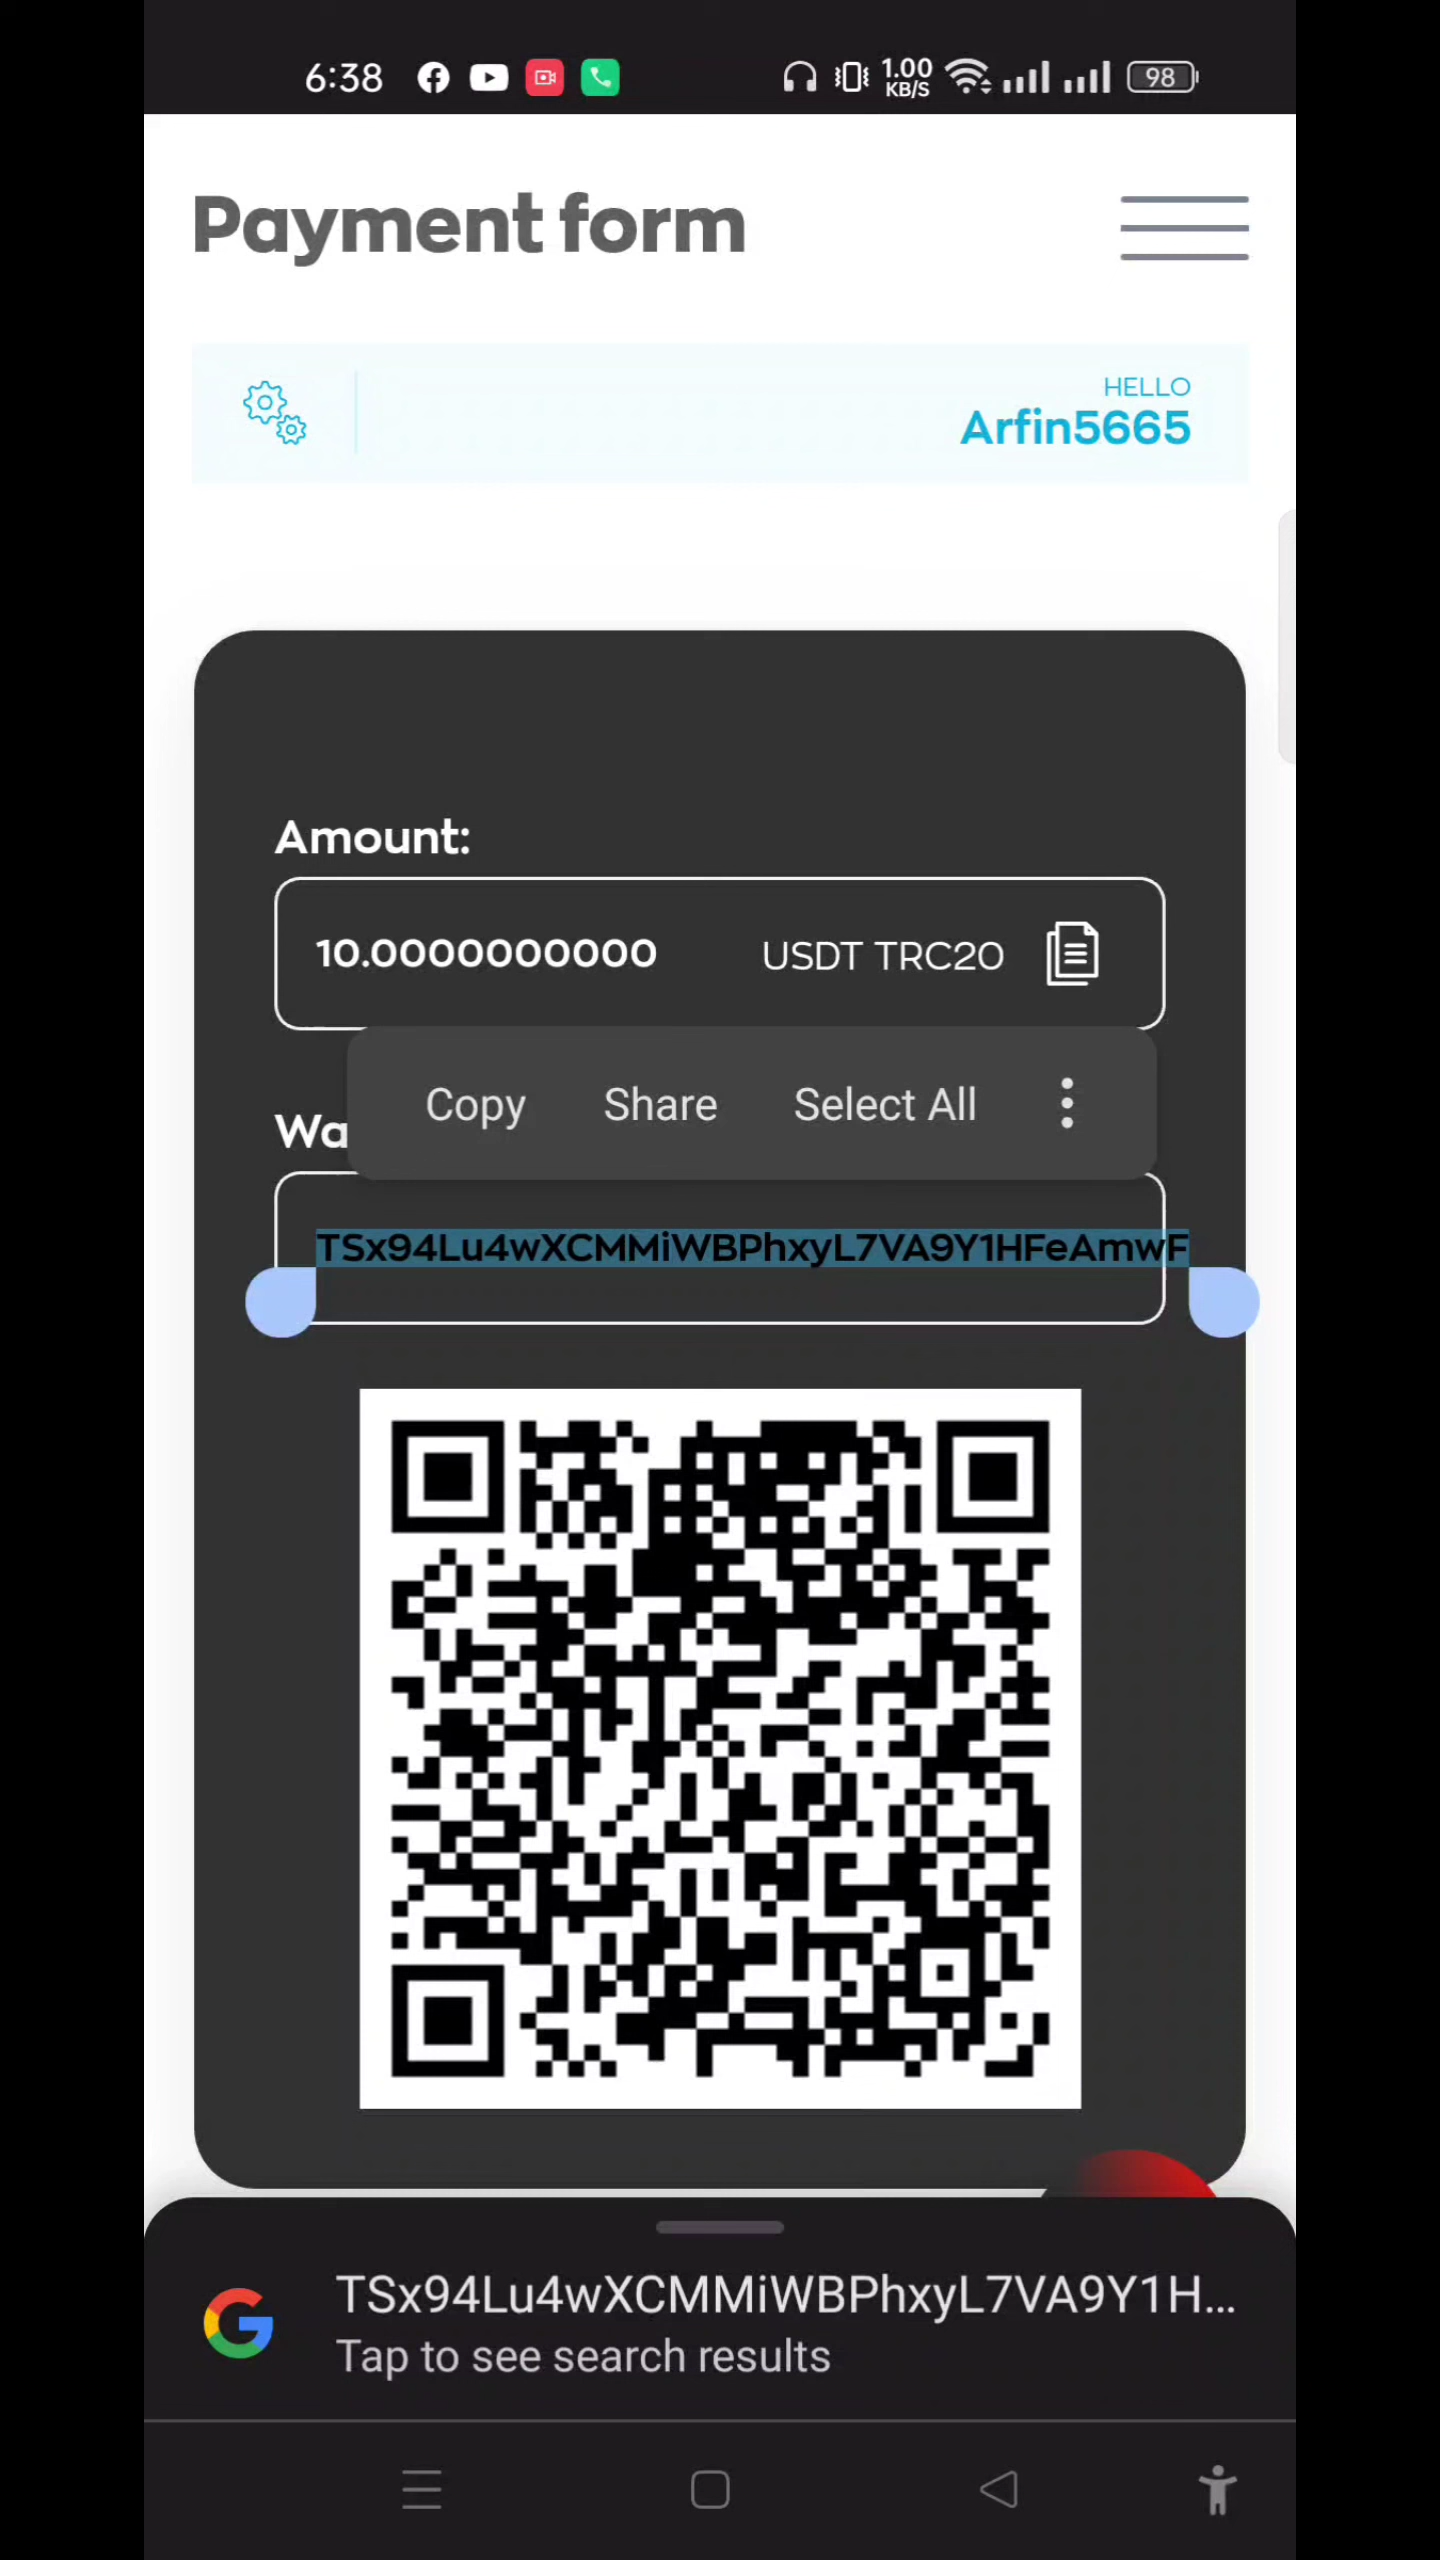 6:38
1.00
KB/S
98
Payment form
HELLO
Arfin5665
Amount:
10.0000000000 USDT TRC20
Copy Share Select All
Wa
TSx94Lu4wXCMMiWBPhxyL7VA9Y1HFeAmwF
TSx94Lu4wXCMMiWBPhxyL7VA9Y1H...
Tap to see search results